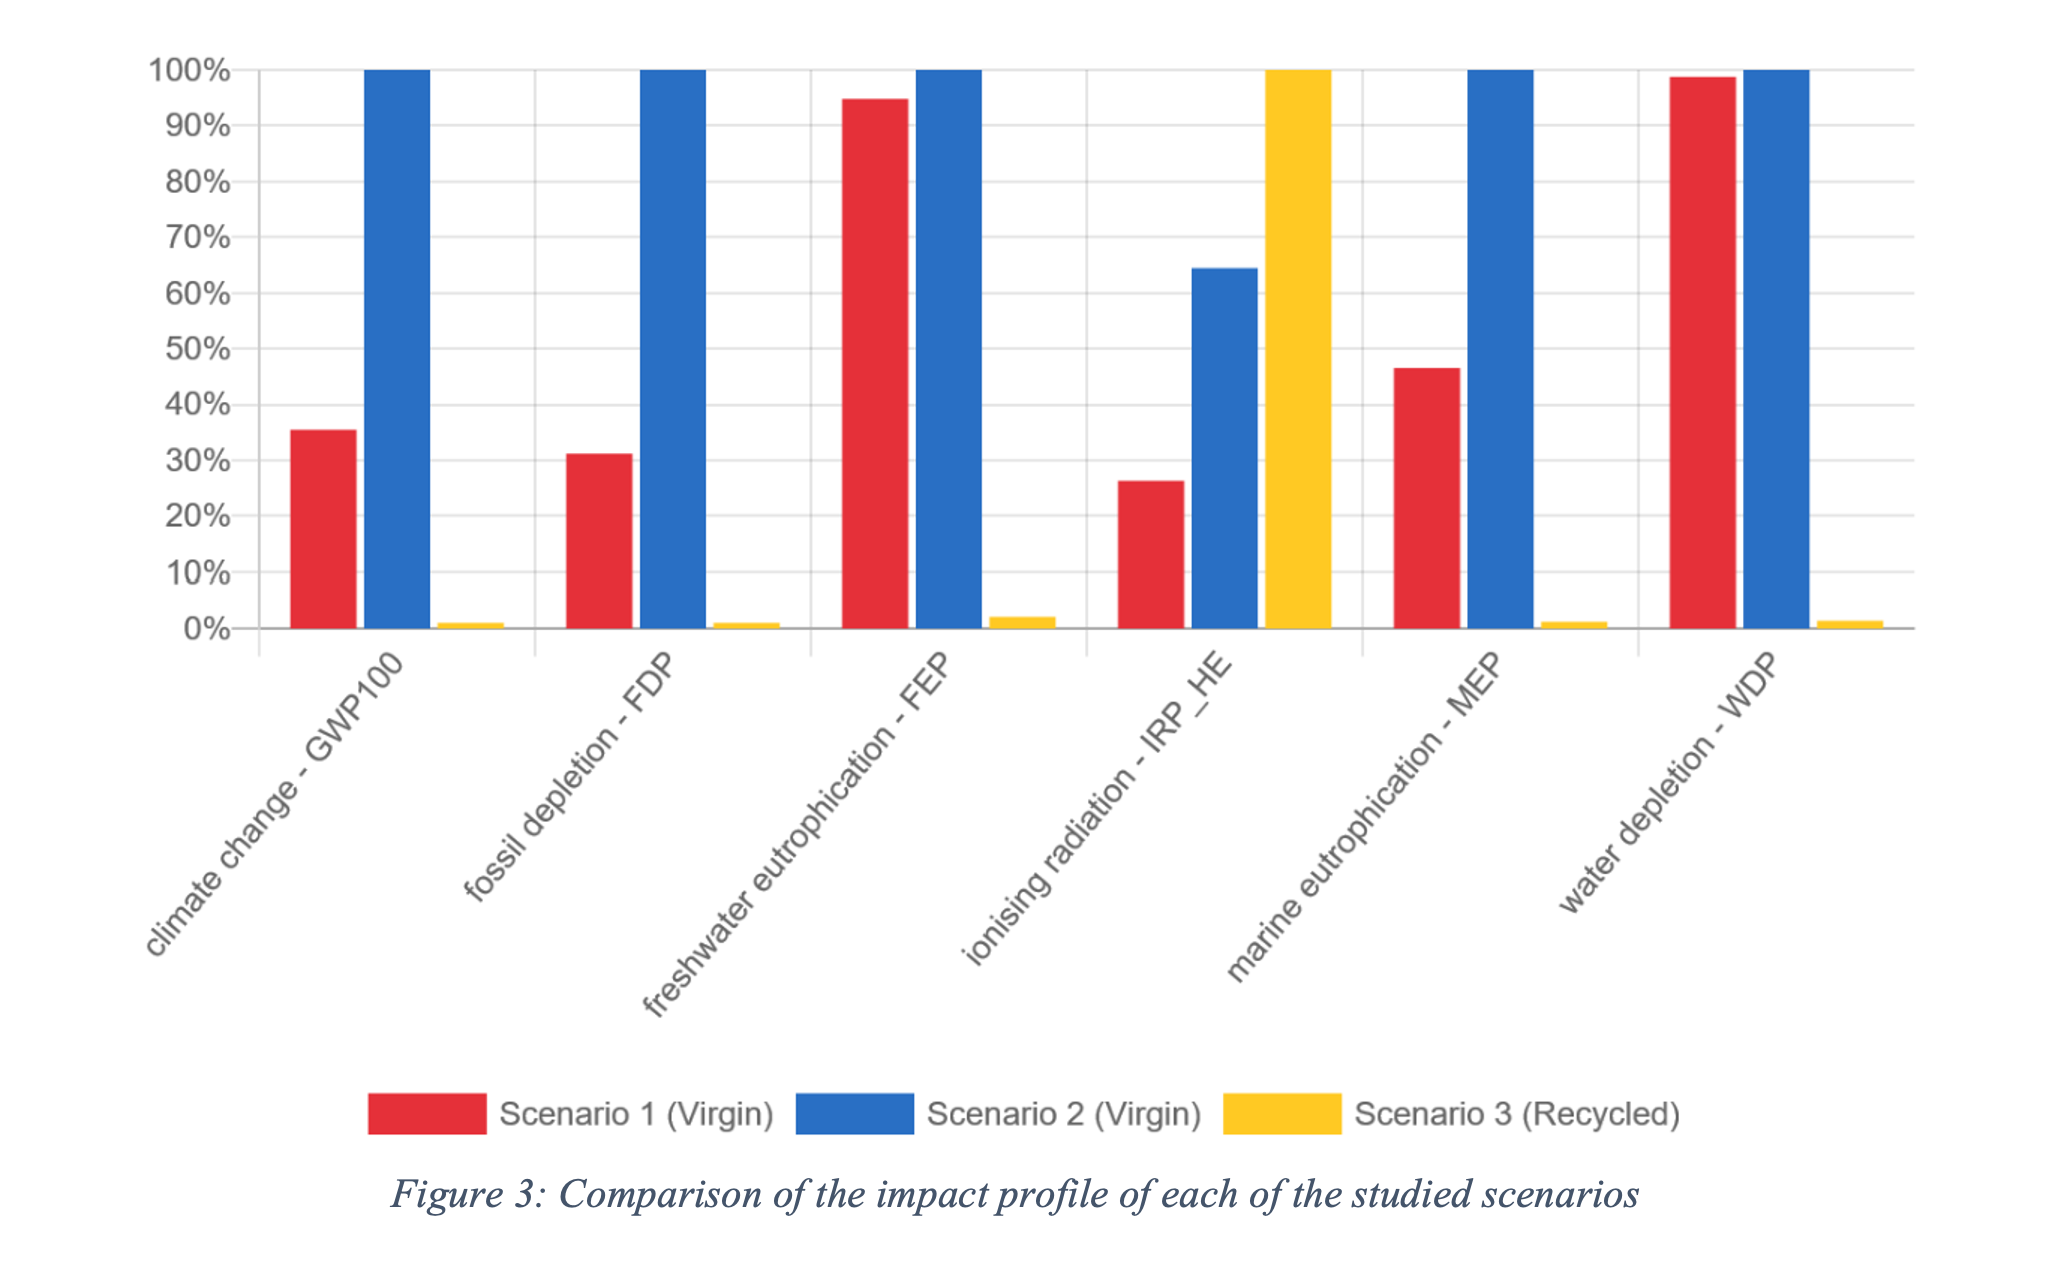 100%
90%
80%
70%
60%
50%
40%
30%
20%
10%
0%
climate change - GWP100
fossil depletion - FDP
freshwater eutrophication - FEP
ionising radiation - IRP_HE
marine eutrophication - MEP
water depletion - WDP
Scenario 1 (Virgin) Scenario 2 (Virgin) Scenario 3 (Recycled)
Figure 3: Comparison of the impact profile of each of the studied scenarios